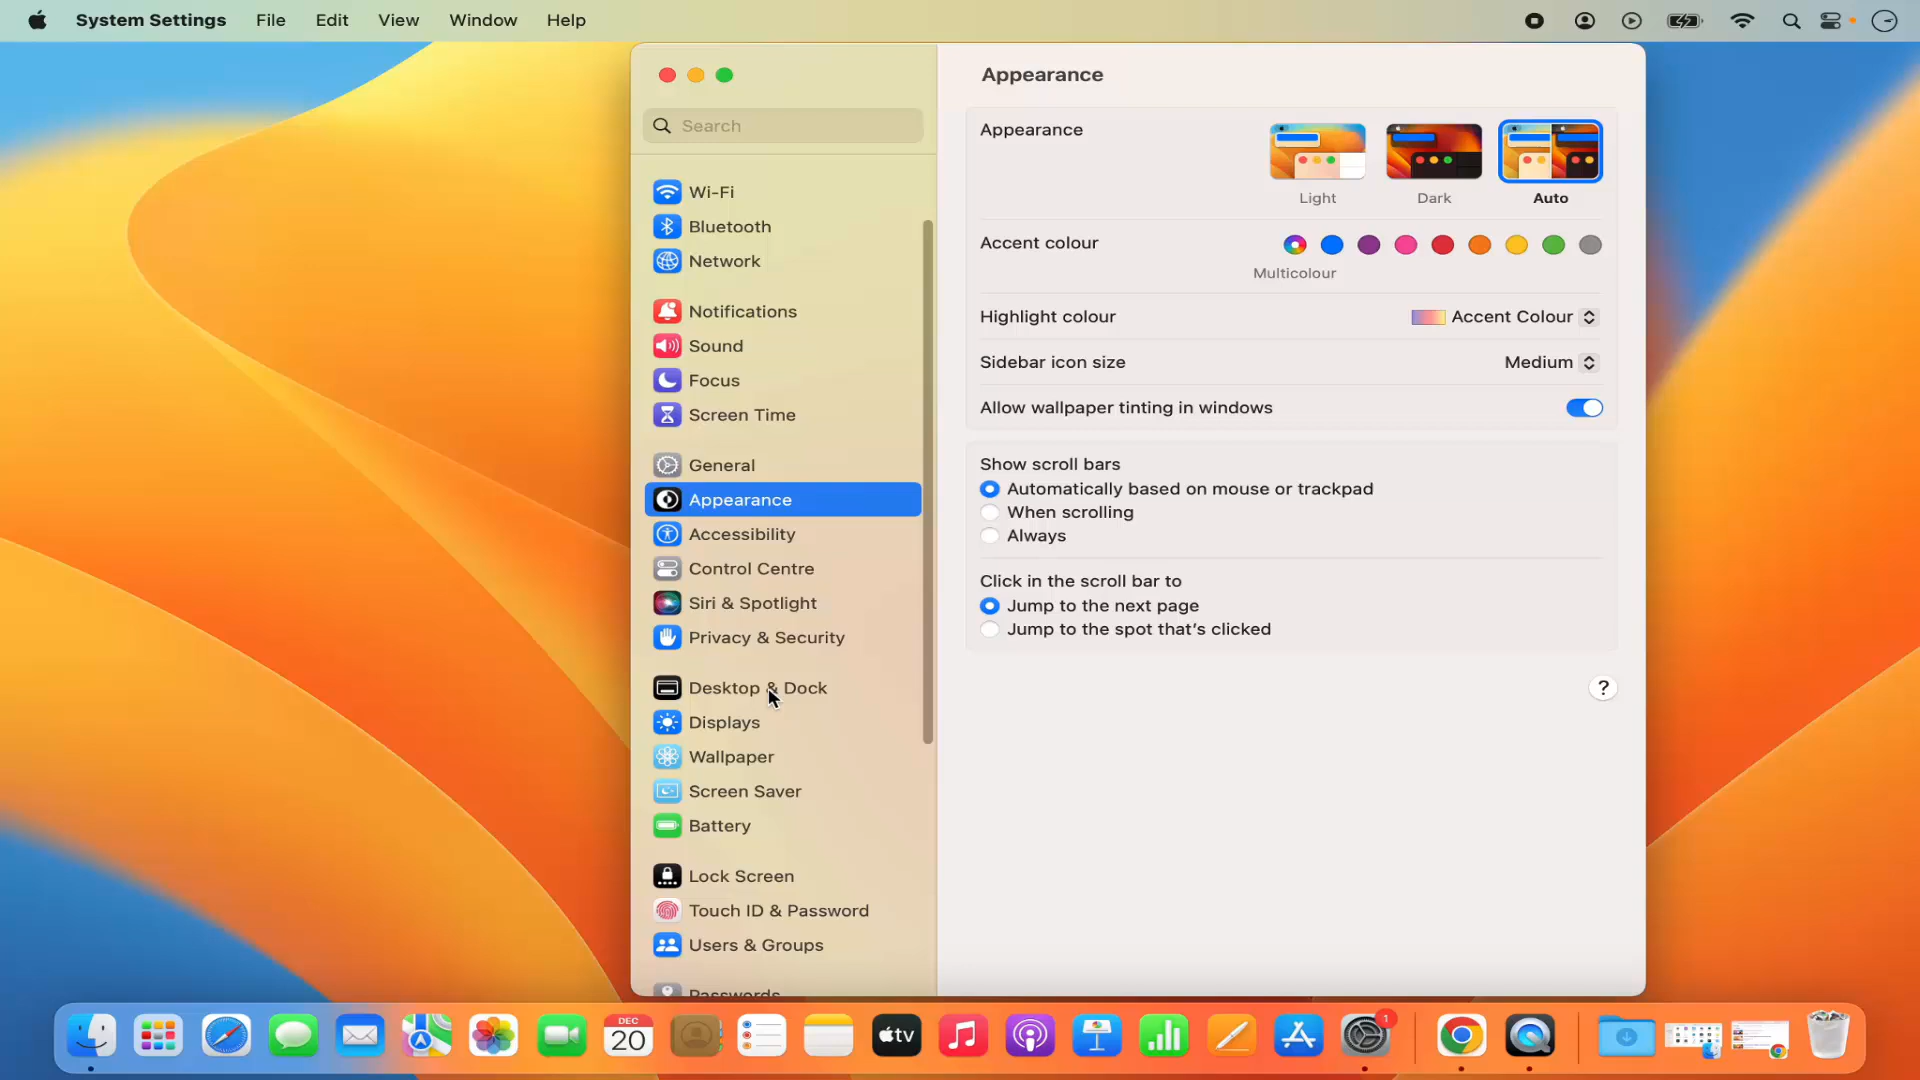 System Settings File Edit View Window Help
Search
Wi-Fi
Bluetooth
Network
Notifications
Sound
Focus
Screen Time
General
Appearance
Accessibility
Control Centre
Siri & Spotlight
Privacy & Security
Desktop & Dock
Displays
Wallpaper
Screen Saver
Battery
Lock Screen
Touch ID & Password
Users & Groups
Passwords
Appearance
Appearance
Light Dark Auto
Accent colour
Multicolour
Highlight colour Accent Colour
Sidebar icon size Medium
Allow wallpaper tinting in windows
Show scroll bars
Automatically based on mouse or trackpad
When scrolling
Always
Click in the scroll bar to
Jump to the next page
Jump to the spot that's clicked
?
DEC
20
tv
1